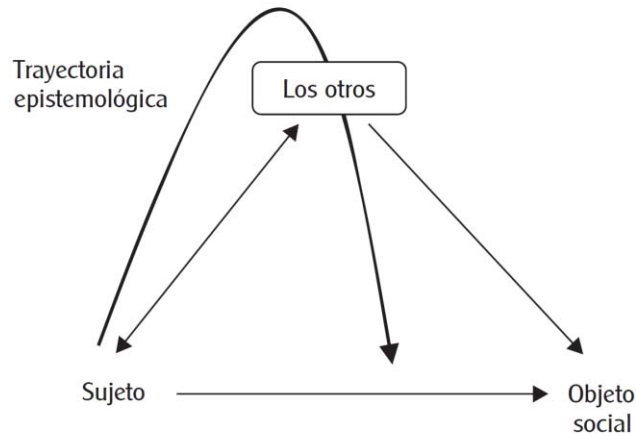 Trayectoria
epistemológica
Los otros
Sujeto
Objeto
social